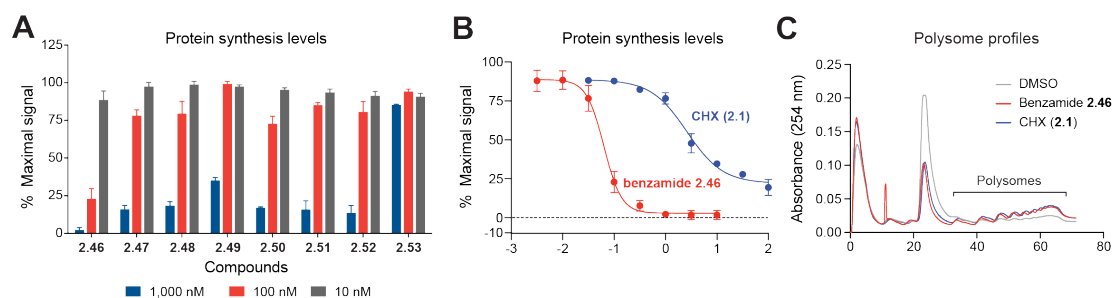 A
Protein synthesis levels
% Maximal signal
125
100
75
50
25
0
2.46 2.47 2.48 2.49 2.50 2.51 2.52 2.53
Compounds
1,000 nM 100 nM 10 nM
B
Protein synthesis levels
% Maximal signal
100
75
50
25
0
-10
-3 -2 -1 0 1 2
CHX (2.1)
benzamide 2.46
C
Polysome profiles
Absorbance (254 nm)
0.25
0.20
0.15
0.10
0.05
0.00
0 20 40 60 80
DMSO
Benzamide 2.46
CHX (2.1)
Polysomes